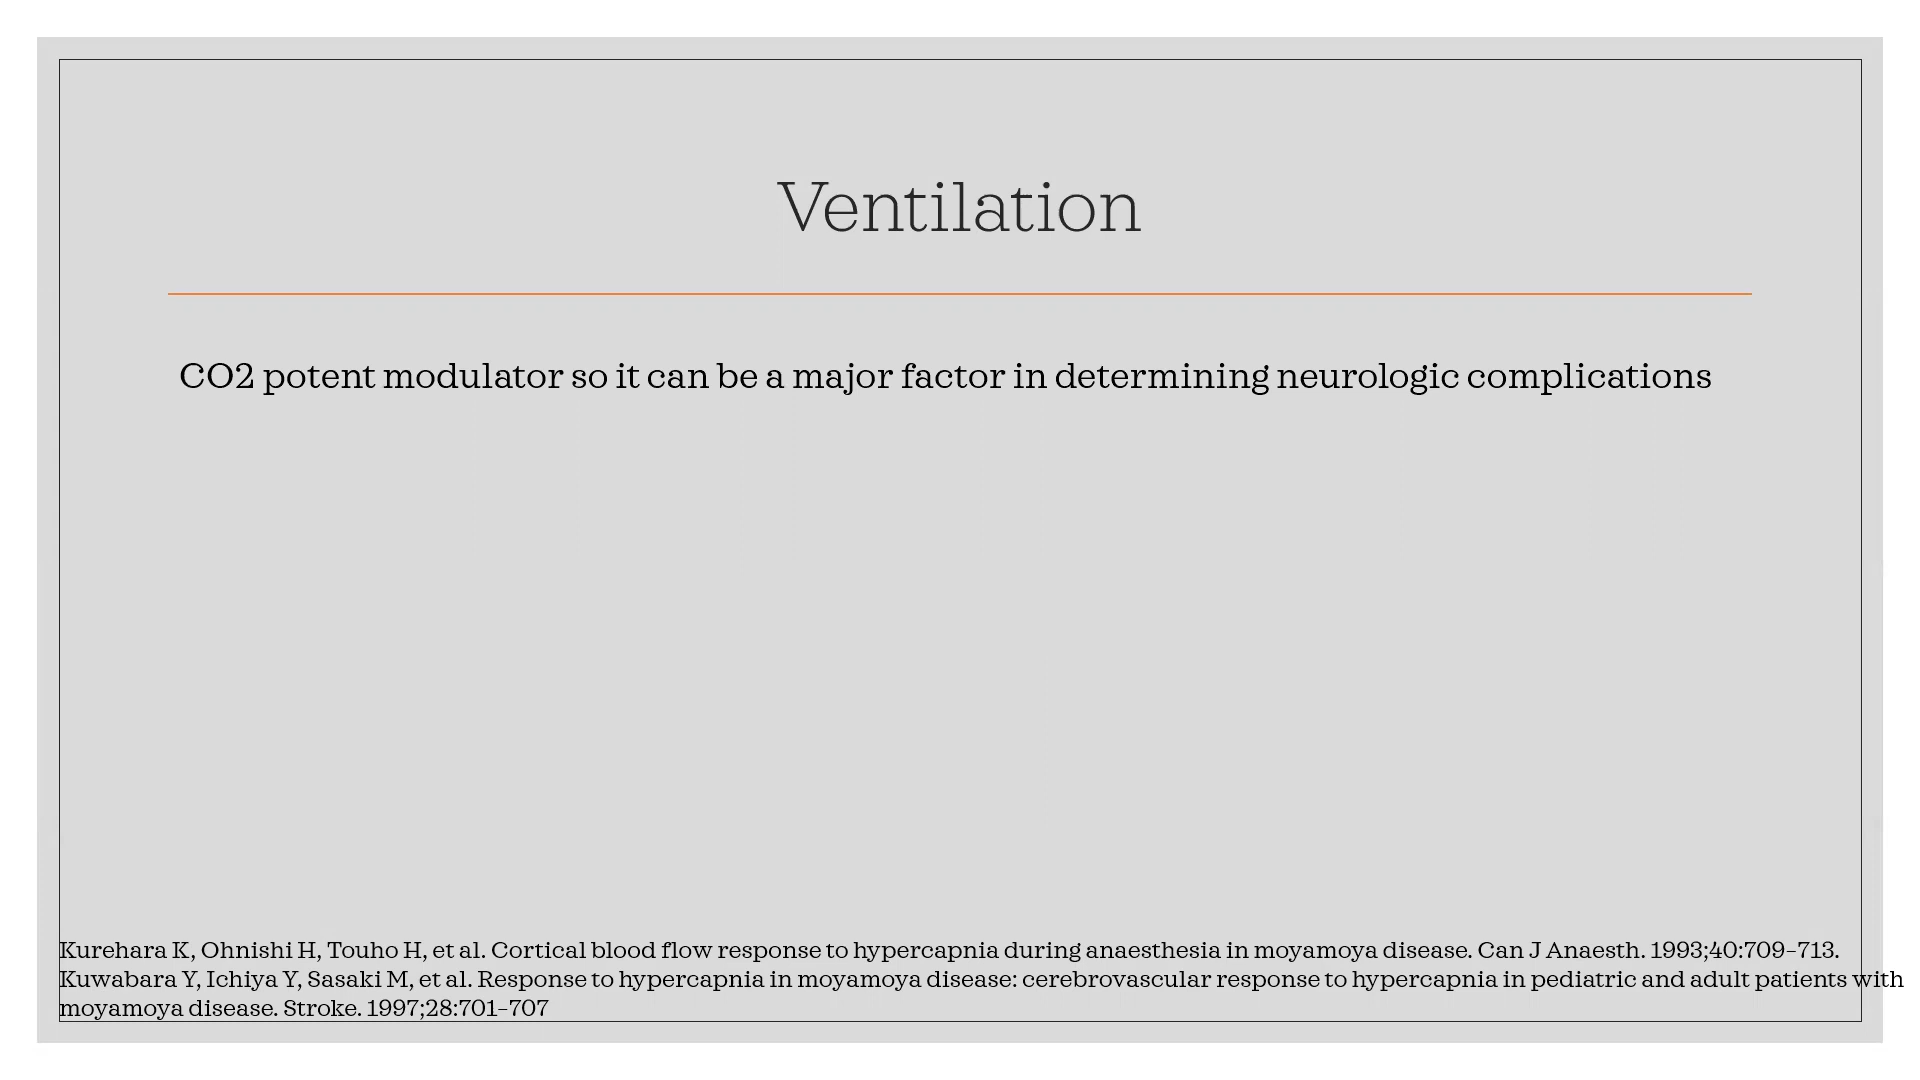 Ventilation
CO2 potent modulator so it can be a major factor in determining neurologic complications
Kurehara K, Ohnishi H, Touho H, et al. Cortical blood flow response to hypercapnia during anaesthesia in moyamoya disease. Can J Anaesth. 1993;40:709–713.
Kuwabara Y, Ichiya Y, Sasaki M, et al. Response to hypercapnia in moyamoya disease: cerebrovascular response to hypercapnia in pediatric and adult patients with
moyamoya disease. Stroke. 1997;28:701–707